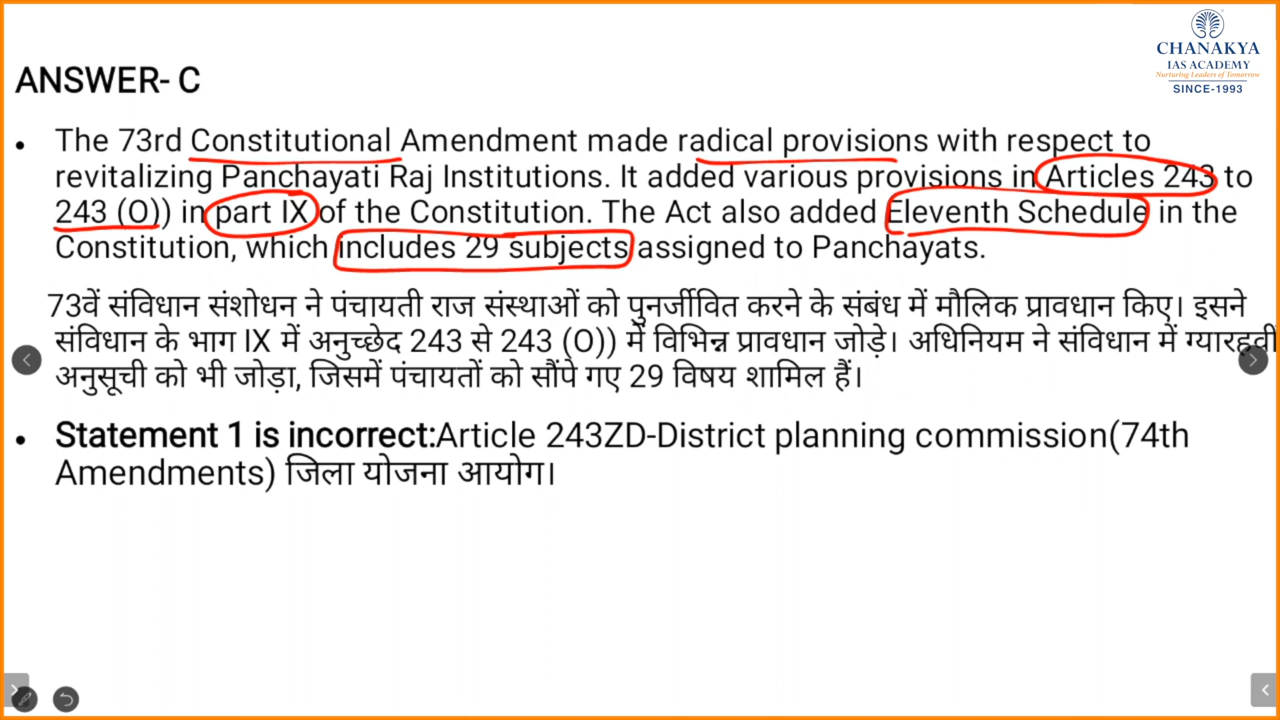 CHANAKYA
IAS ACADEMY
Nurturing Leaders of Tomorrow
SINCE-1993
ANSWER- C
• The 73rd Constitutional Amendment made radical provisions with respect to
revitalizing Panchayati Raj Institutions. It added various provisions in Articles 243 to
243 (O)) in part IX of the Constitution. The Act also added Eleventh Schedule in the
Constitution, which includes 29 subjects assigned to Panchayats.
73वें संविधान संशोधन ने पंचायती राज संस्थाओं को पुनर्जीवित करने के संबंध में मौलिक प्रावधान किए। इसने
संविधान के भाग IX में अनुच्छेद 243 से 243 (O)) में विभिन्न प्रावधान जोड़े। अधिनियम ने संविधान में ग्यारहवीं
अनुसूची को भी जोड़ा, जिसमें पंचायतों को सौंपे गए 29 विषय शामिल हैं।
• Statement 1 is incorrect:Article 243ZD-District planning commission(74th
Amendments) जिला योजना आयोग।